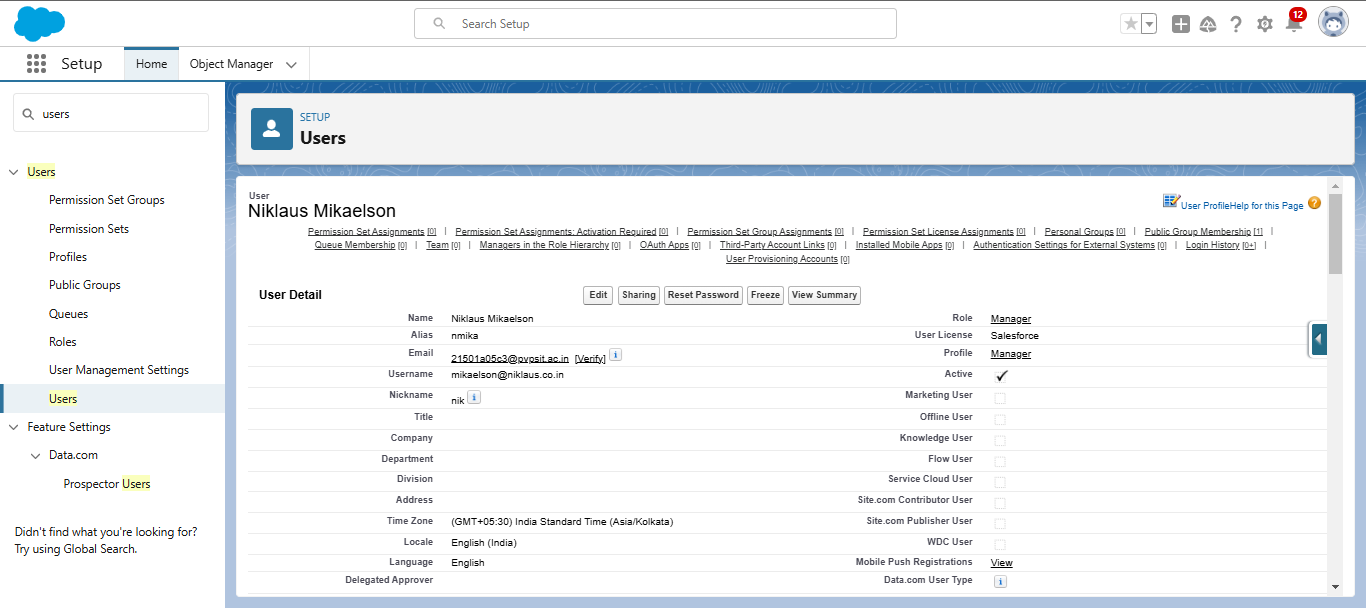 Search Setup
12
Setup
Home
Object Manager
users
Users
Permission Set Groups
Permission Sets
Profiles
Public Groups
Queues
Roles
User Management Settings
Users
Feature Settings
Data.com
Prospector Users
Didn't find what you're looking for?
Try using Global Search.
SETUP
Users
User
Niklaus Mikaelson
User Profile Help for this Page ?
Permission Set Assignments [0] | Permission Set Assignments: Activation Required [0] | Permission Set Group Assignments [0] | Permission Set License Assignments [0] | Personal Groups [0] | Public Group Membership [1] |
Queue Membership [0] | Team [0] | Managers in the Role Hierarchy [0] | OAuth Apps [0] | Third-Party Account Links [0] | Installed Mobile Apps [0] | Authentication Settings for External Systems [0] | Login History [0+] |
User Provisioning Accounts [0]
User Detail
Edit Sharing Reset Password Freeze View Summary
Name Niklaus Mikaelson Role Manager
Alias nmika User License Salesforce
Email 21501a05c3@pvpsit.ac.in [Verify] i Profile Manager
Username mikaelson@niklaus.co.in Active
Nickname nik i Marketing User
Title Offline User
Company Knowledge User
Department Flow User
Division Service Cloud User
Address Site.com Contributor User
Time Zone (GMT+05:30) India Standard Time (Asia/Kolkata) Site.com Publisher User
Locale English (India) WDC User
Language English Mobile Push Registrations View
Delegated Approver Data.com User Type i